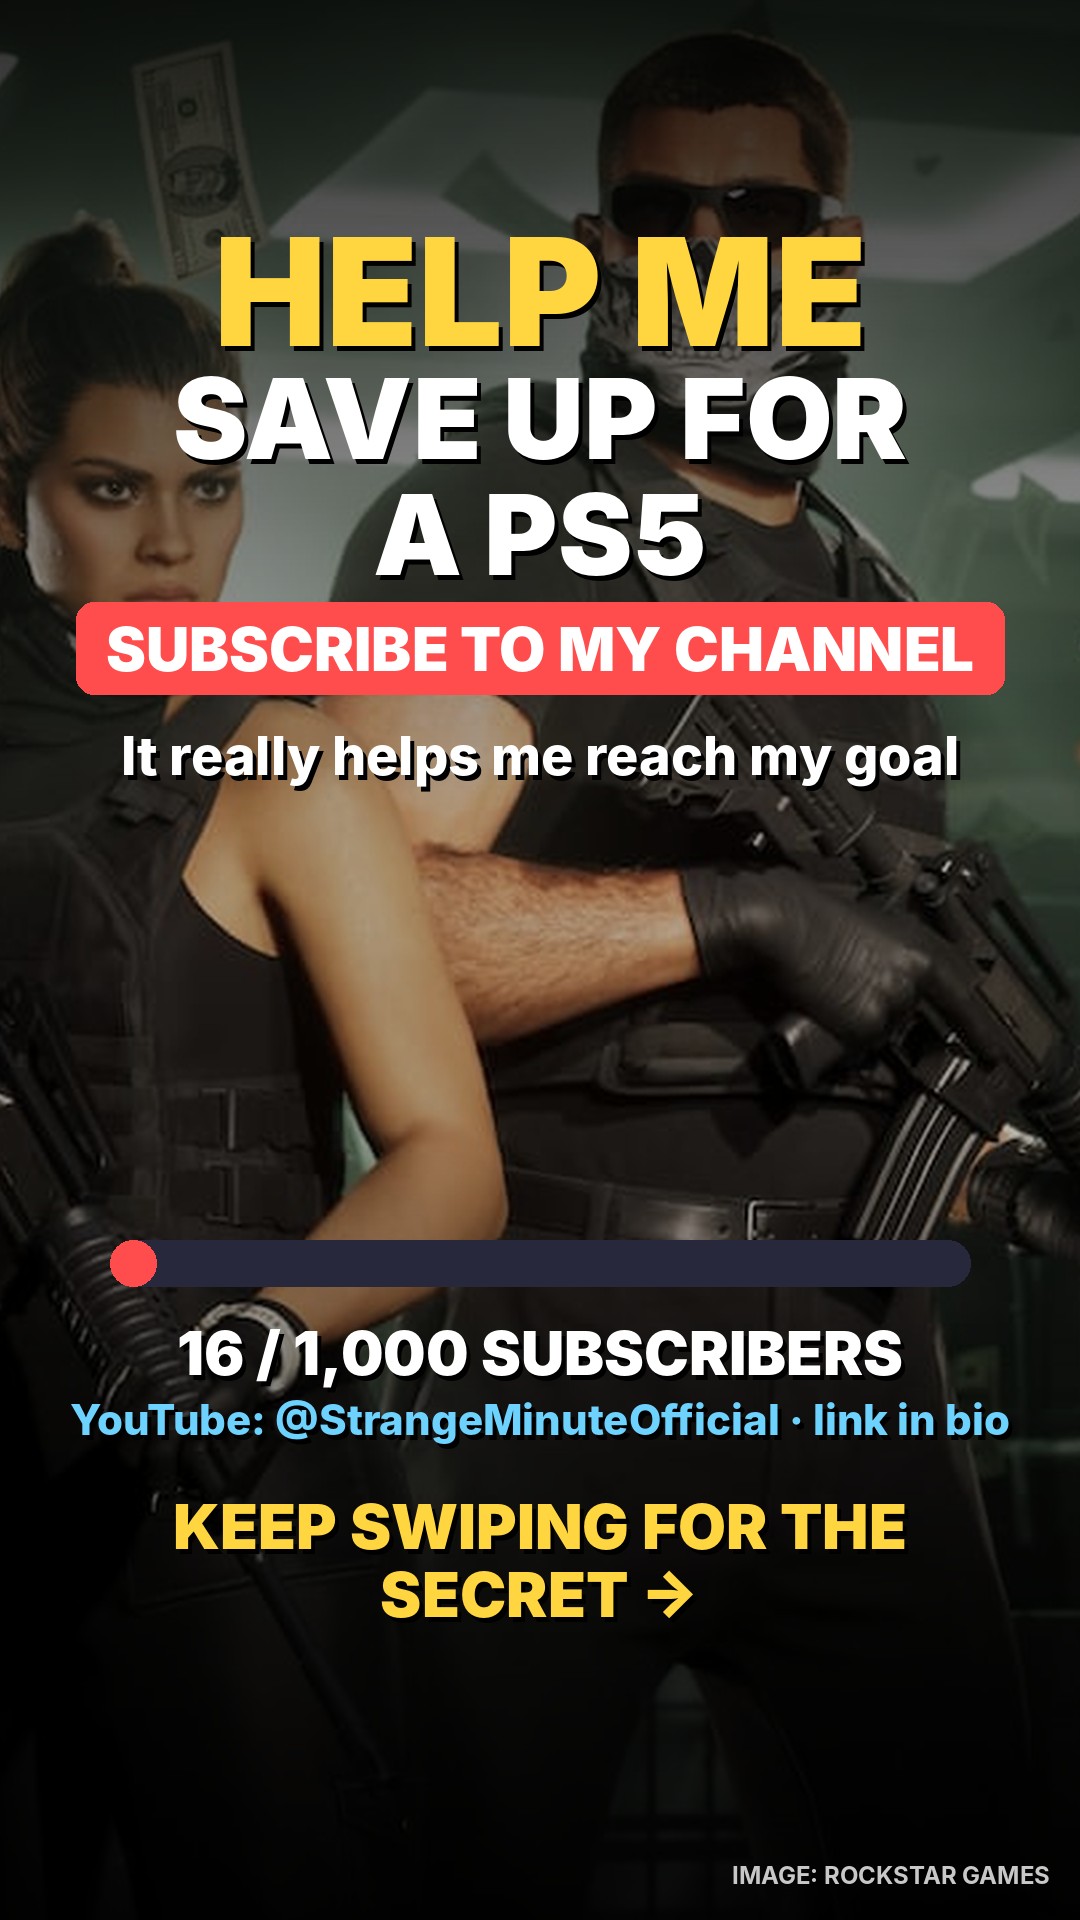 HELP ME
SAVE UP FOR
A PS5
SUBSCRIBE TO MY CHANNEL
It really helps me reach my goal
16 / 1,000 SUBSCRIBERS
YouTube: @StrangeMinuteOfficial · link in bio
KEEP SWIPING FOR THE
SECRET →
IMAGE: ROCKSTAR GAMES